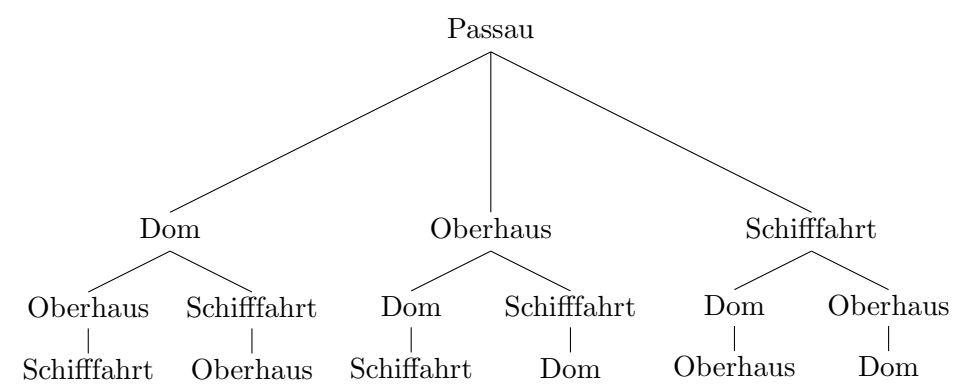 Passau
Dom Oberhaus Schifffahrt
Oberhaus Schifffahrt Dom Schifffahrt Dom Oberhaus
Schifffahrt Oberhaus Schiffahrt Dom Oberhaus Dom